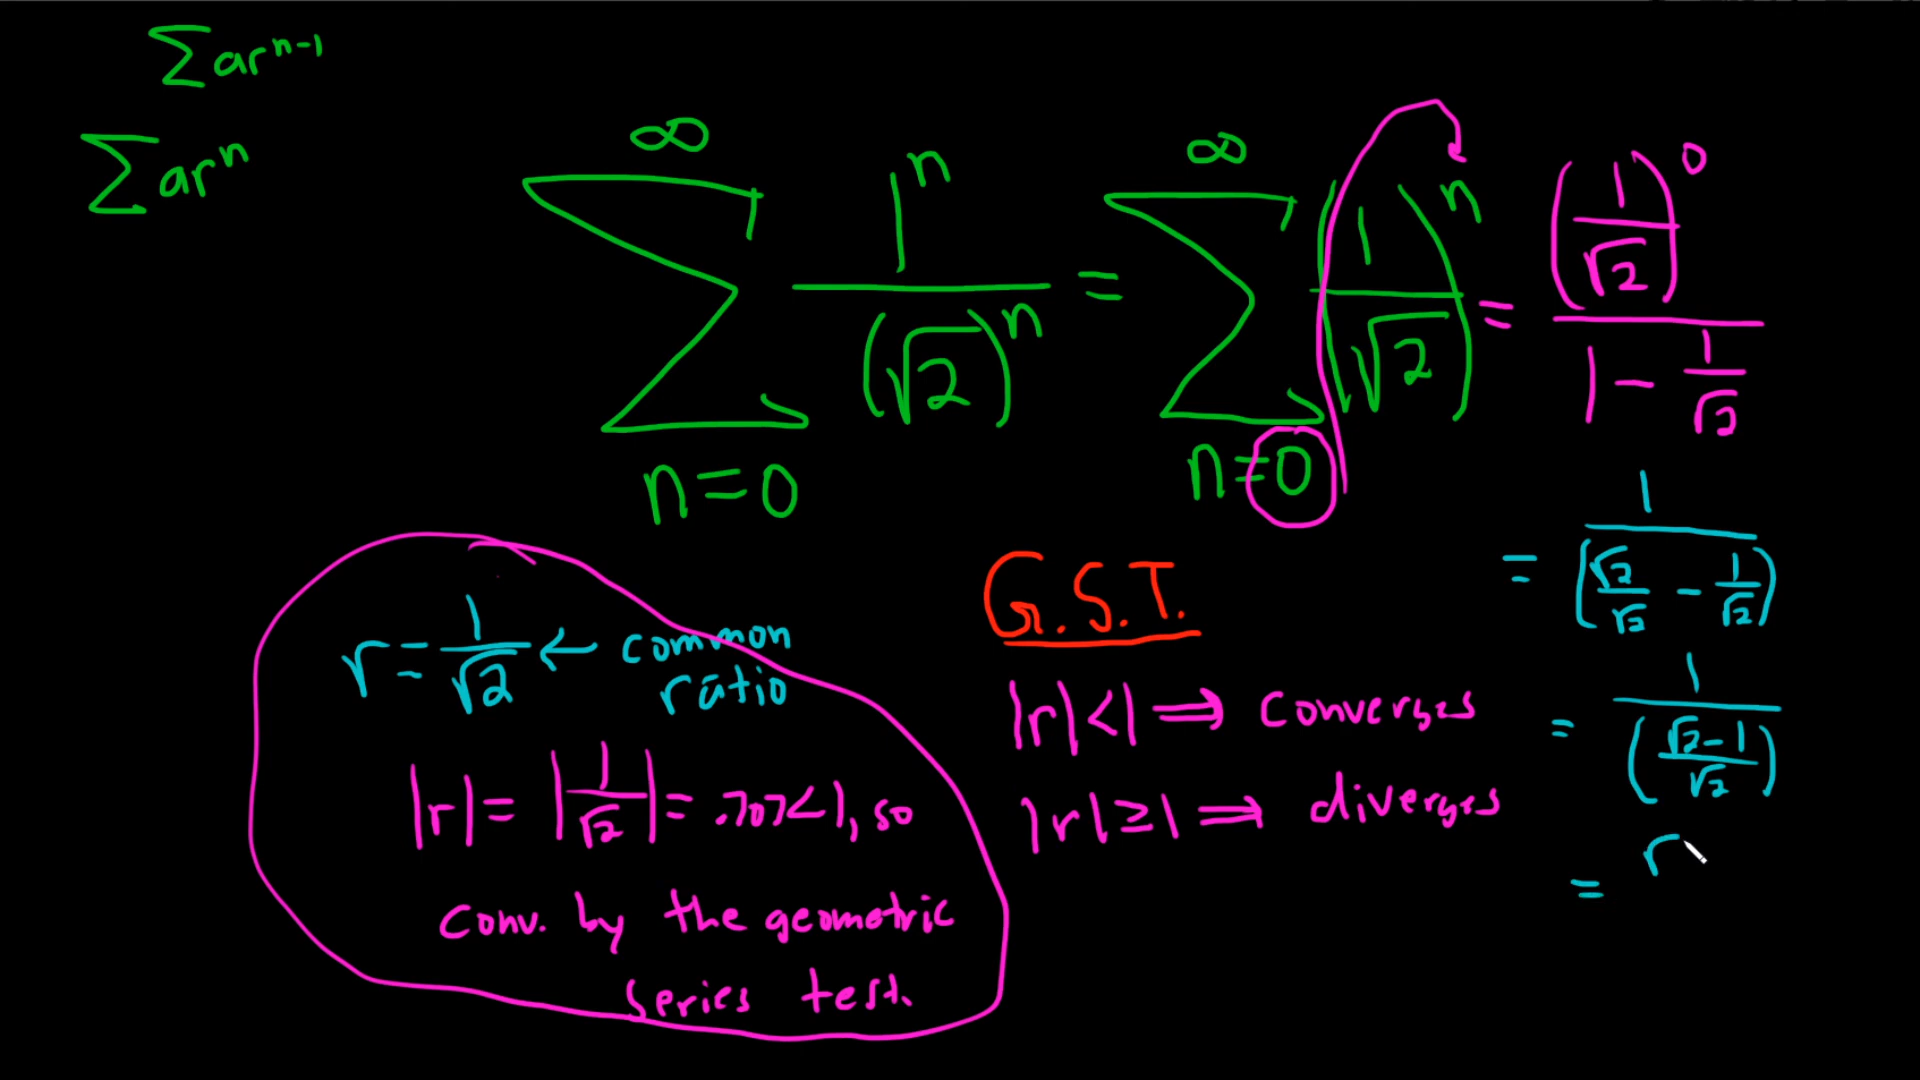 ∑ar^(n-1)
∑ar^n
∞ ∑ n=0 1^n/(√2)^n = ∞ ∑ n=0 (1/√2)^n = (1/√2)^0/(1 - 1/√2)
= 1/(√2/√2 - 1/√2)
= 1/((√2-1)/√2)
=
r = 1/√2 ← common
ratio
|r| = |1/√2| = .707<1, so
Conv. by the geometric
series test.
G.S.T.
|r|<1 ⟹ converges
|r|≥1 ⟹ diverges